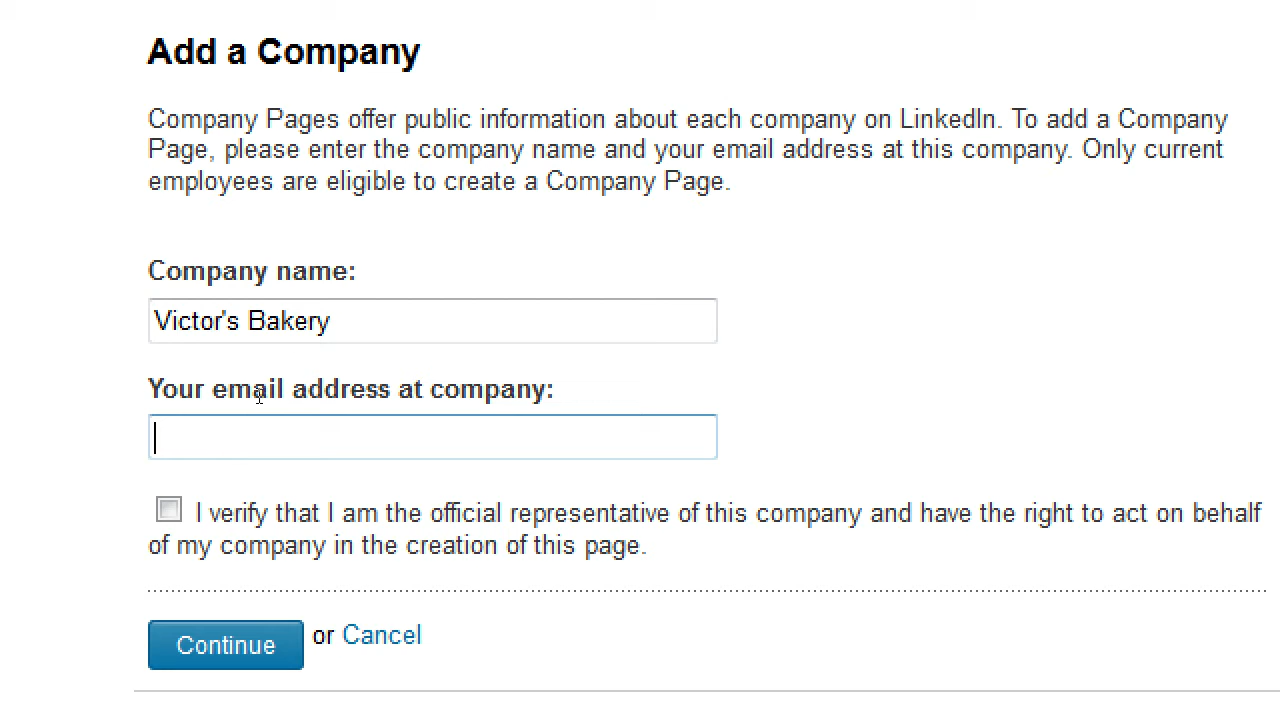 Add a Company
Company Pages offer public information about each company on LinkedIn. To add a Company
Page, please enter the company name and your email address at this company. Only current
employees are eligible to create a Company Page.
Company name:
Victor's Bakery
Your email address at company:
I verify that I am the official representative of this company and have the right to act on behalf
of my company in the creation of this page.
Continue or Cancel